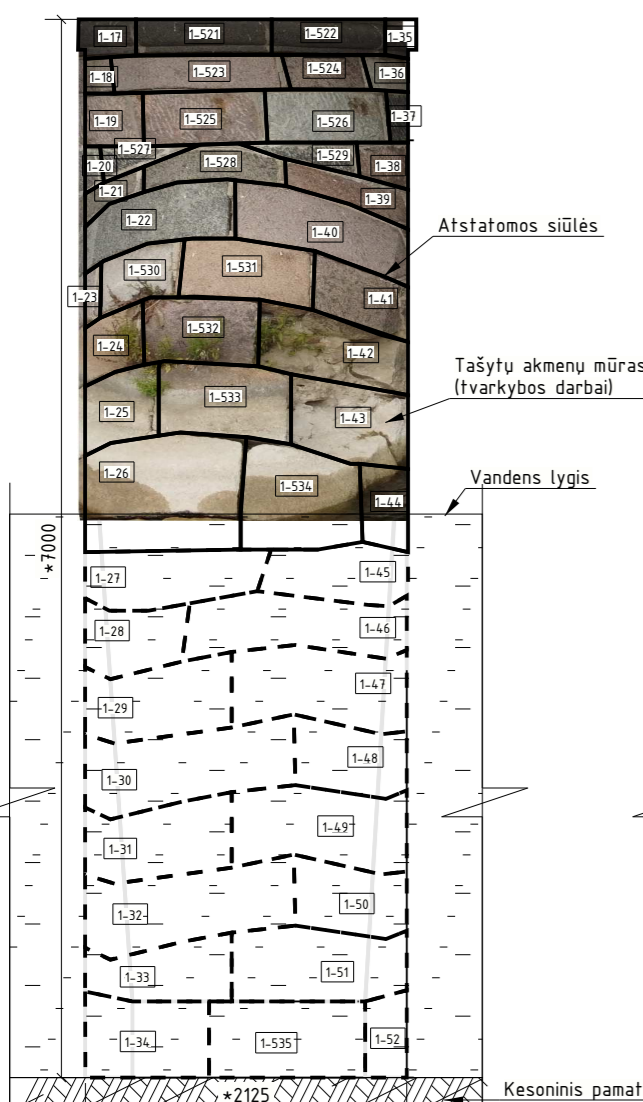 1-17 1-521 1-522 1-35
1-18 1-523 1-524 1-36
1-19 1-525 1-526 1-37
1-527 1-529
1-20 1-528 1-38
1-21 1-39
1-22 1-40
Atstatomos siūlės
1-530 1-531
1-23 1-41
1-24 1-532 1-42
Tašytų akmenų mūras
(tvarkybos darbai)
1-25 1-533 1-43
1-26 1-534 1-44
Vandens lygis
*7000
1-27 1-45
1-28 1-46
1-29 1-47
1-30 1-48
1-31 1-49
1-32 1-50
1-33 1-51
1-34 1-535 1-52
*2125
Kesoninis pamat